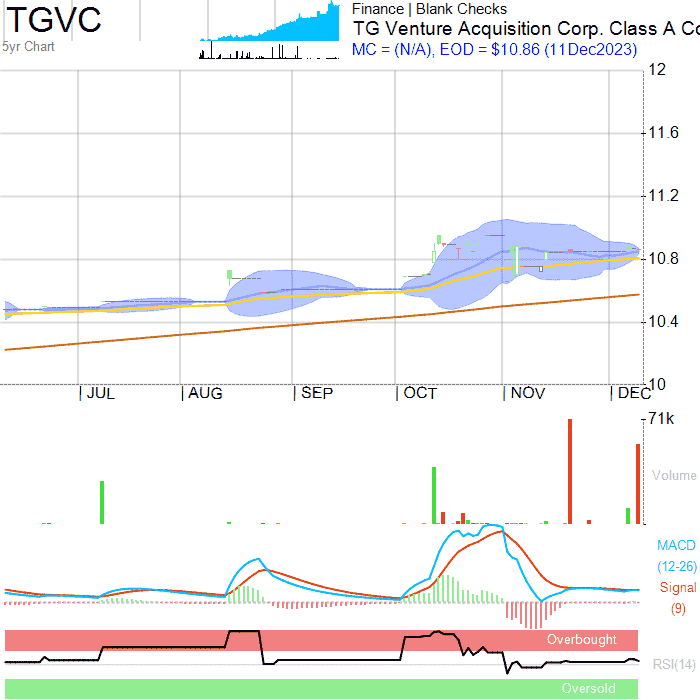 TGVC
5yr Chart
Finance | Blank Checks
TG Venture Acquisition Corp. Class A Co
MC = (N/A), EOD = $10.86 (11Dec2023)
12
11.6
11.2
10.8
10.4
10
| JUL | AUG | SEP | OCT | NOV | DEC
71k
Volume
MACD
(12-26)
Signal
(9)
Overbought
RSI(14)
Oversold